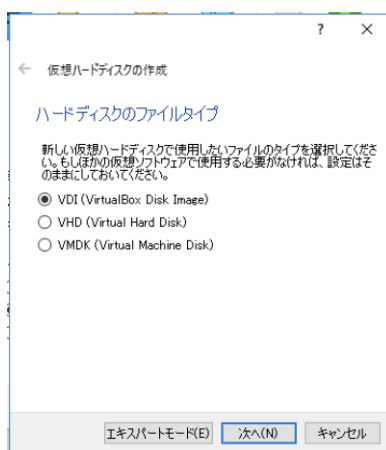 仮想ハードディスクの作成
ハードディスクのファイルタイプ
新しい仮想ハードディスクで使用したいファイルのタイプを選択してくださ
い。もしほかの仮想ソフトウェアで使用する必要がなければ、設定はそ
のままにしておいてください。
VDI (VirtualBox Disk Image)
VHD (Virtual Hard Disk)
VMDK (Virtual Machine Disk)
エキスパートモード(E) 次へ(N) キャンセル